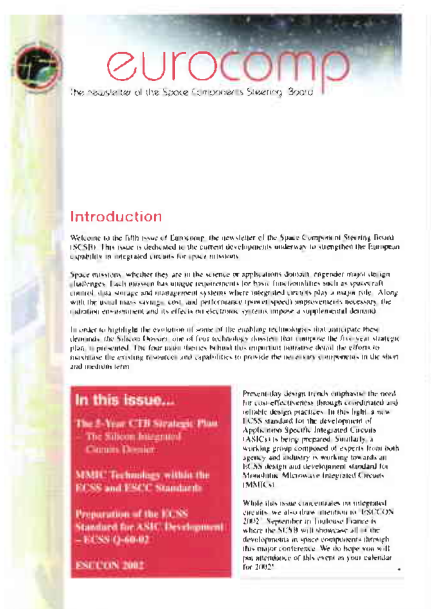 eurocomp
The newsletter of the Space Components Steering Board
Introduction
Welcome to the fifth issue of Eurocomp, the newsletter of the Space Component Steering Board
(SCSB). This issue is dedicated to the current developments underway to strengthen the European
capability in integrated circuits for space missions.
Space missions, whether they are in the science or applications domain, engender major design
challenges. Each mission has unique requirements for basic functionalities such as spacecraft
control, data storage and management systems where integrated circuits play a major role. Along
with the usual mass savings, cost, and performance (power/speed) improvements necessary, the
radiation environment and its effects on electronic systems impose a supplemental demand.
In order to highlight the evolution of some of the enabling technologies that anticipate these
demands, the Silicon Dossier, one of four technology dossiers that compose the five-year strategic
plan, is presented. The four main themes behind this important initiative detail the efforts to
maximise the existing resources and capabilities to provide the necessary components in the short
and medium term.
In this issue...
The 5-Year CTB Strategic Plan
– The Silicon Integrated
Circuits Dossier
MMIC Technology within the
ECSS and ESCC Standards
Preparation of the ECSS
Standard for ASIC Development
– ECSS Q-60-02
ESCCON 2002
Present-day design trends emphasise the need
for cost-effectiveness through coordinated and
reliable design practices. In this light, a new
ECSS standard for the development of
Application Specific Integrated Circuits
(ASICs) is being prepared. Similarly, a
working group composed of experts from both
agency and industry is working towards an
ECSS design and development standard for
Monolithic Microwave Integrated Circuits
(MMICs).
While this issue concentrates on integrated
circuits, we also draw attention to "ESCCON
2002". September in Toulouse France is
where the SCSB will showcase all of the
developments in space components through
this major conference. We do hope you will
put attendance of this event in your calendar
for 2002!